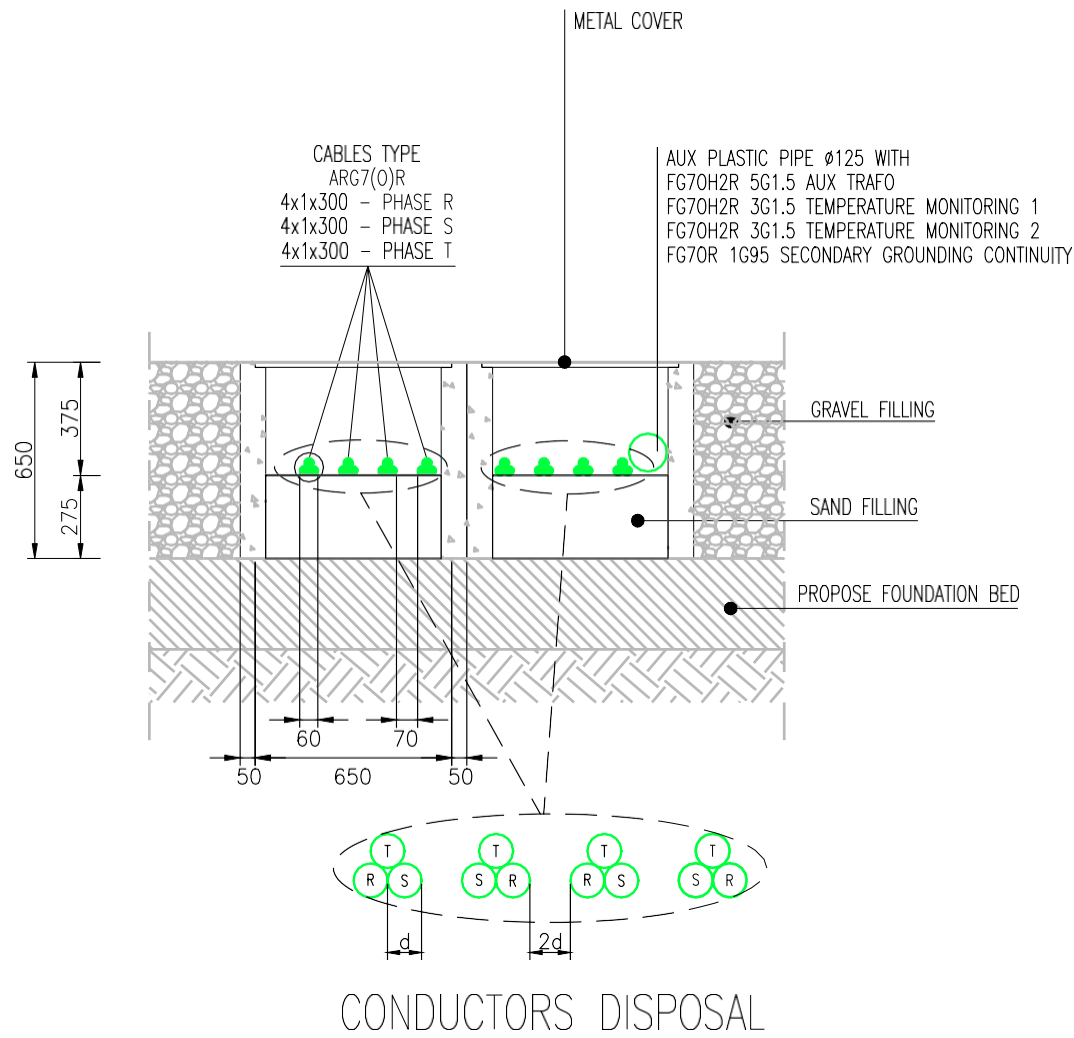 METAL COVER
CABLES TYPE
ARG7(O)R
4x1x300 - PHASE R
4x1x300 - PHASE S
4x1x300 - PHASE T
AUX PLASTIC PIPE ø125 WITH
FG7OH2R 5G1.5 AUX TRAFO
FG7OH2R 3G1.5 TEMPERATURE MONITORING 1
FG7OH2R 3G1.5 TEMPERATURE MONITORING 2
FG7OR 1G95 SECONDARY GROUNDING CONTINUITY
650
375
275
GRAVEL FILLING
SAND FILLING
PROPOSE FOUNDATION BED
60
70
50
650
50
T
T
T
T
R
S
S
R
R
S
S
R
d
2d
CONDUCTORS DISPOSAL